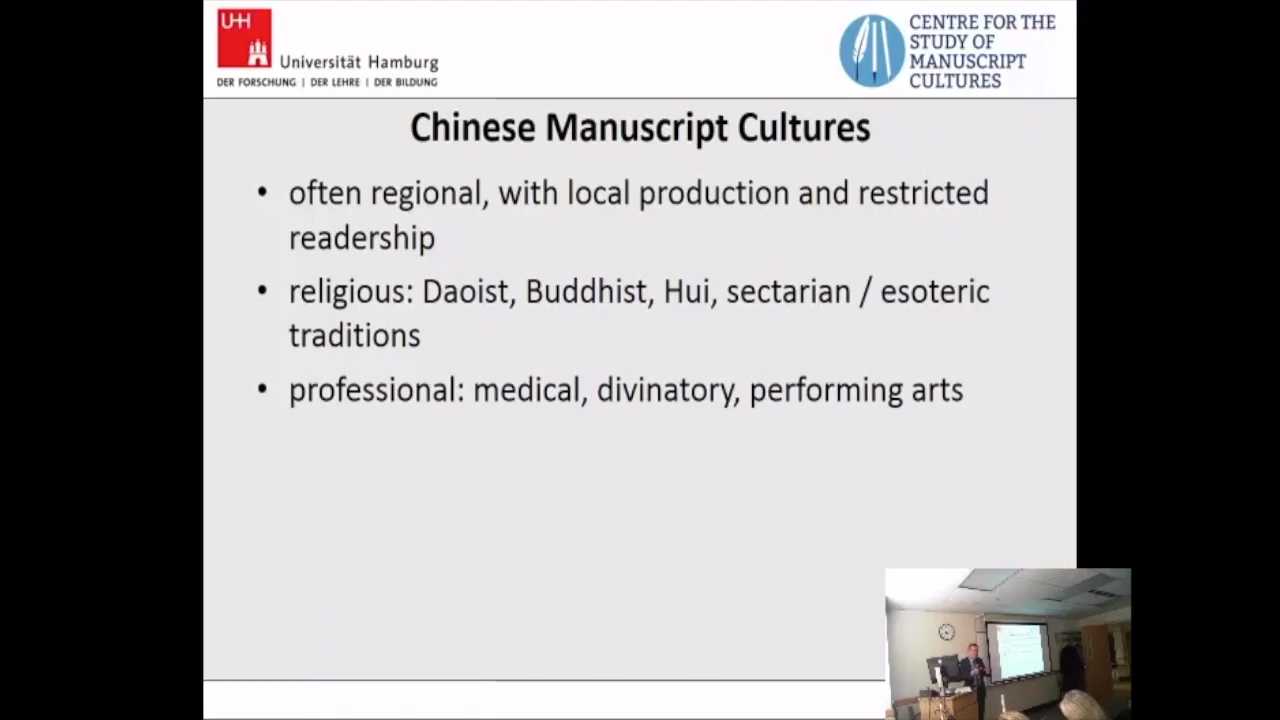 UHH
Universität Hamburg
DER FORSCHUNG | DER LEHRE | DER BILDUNG
CENTRE FOR THE
STUDY OF
MANUSCRIPT
CULTURES
Chinese Manuscript Cultures
• often regional, with local production and restricted
readership
• religious: Daoist, Buddhist, Hui, sectarian / esoteric
traditions
• professional: medical, divinatory, performing arts